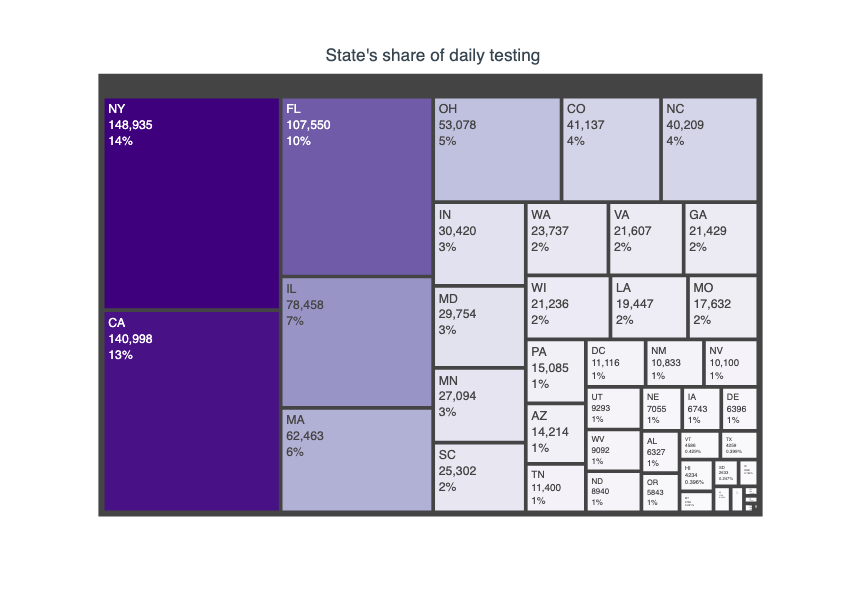 State's share of daily testing
NY
148,935
14%
CA
140,998
13%
FL
107,550
10%
IL
78,458
7%
MA
62,463
6%
OH
53,078
5%
CO
41,137
4%
NC
40,209
4%
IN
30,420
3%
MD
29,754
3%
MN
27,094
3%
SC
25,302
2%
WA
23,737
2%
VA
21,607
2%
GA
21,429
2%
WI
21,236
2%
LA
19,447
2%
MO
17,632
2%
PA
15,085
1%
AZ
14,214
1%
TN
11,400
1%
DC
11,116
1%
NM
10,833
1%
NV
10,100
1%
UT
9293
1%
WV
9092
1%
ND
8940
1%
NE
7055
1%
IA
6743
1%
DE
6396
1%
AL
6327
1%
OR
5843
1%
VT
4586
0.429%
TX
4259
0.399%
HI
4234
0.396%
2633
0.247%